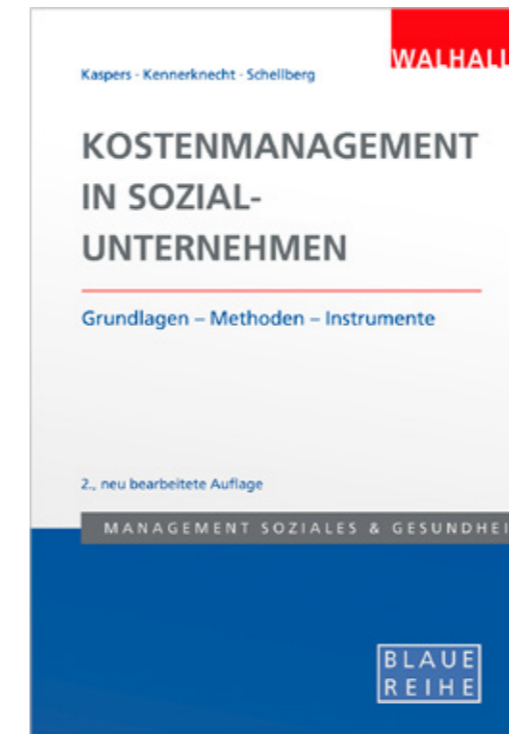 WALHALL
Kaspers · Kennerknecht · Schellberg
KOSTENMANAGEMENT
IN SOZIAL-
UNTERNEHMEN
Grundlagen – Methoden – Instrumente
2., neu bearbeitete Auflage
MANAGEMENT SOZIALES & GESUNDHEI
BLAUE
REIHE